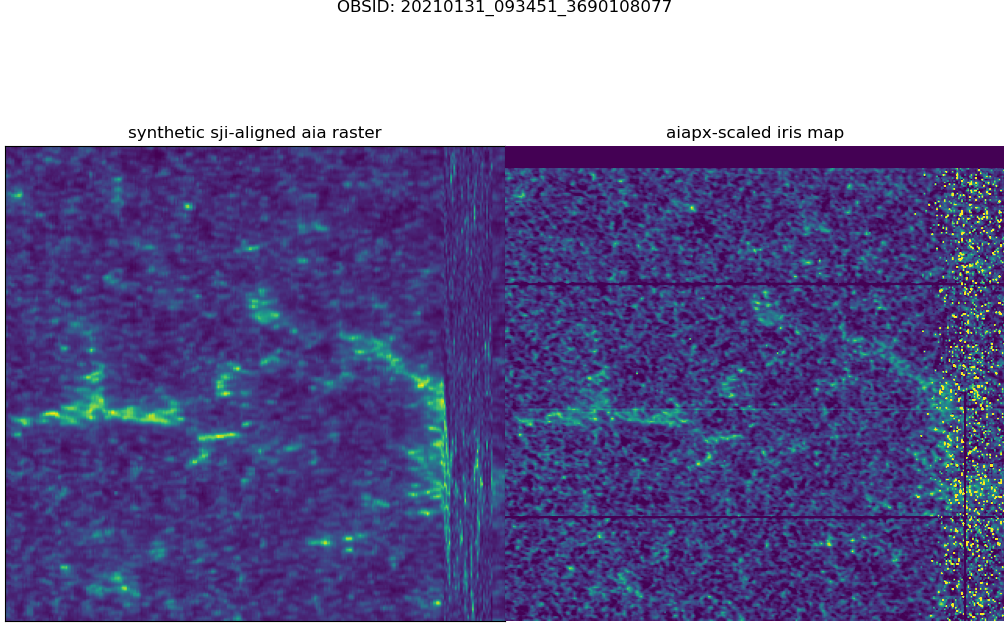 OBSID: 20210131_093451_3690108077
synthetic sji-aligned aia raster
aiapx-scaled iris map